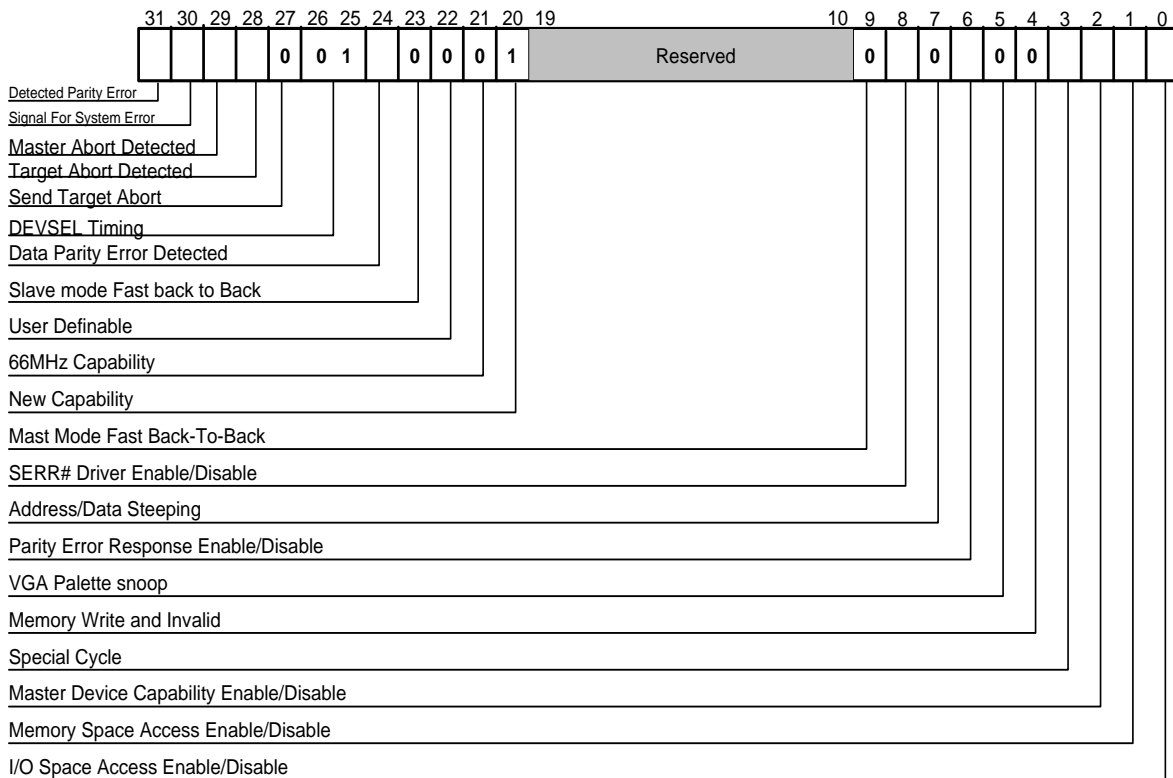 31 30 29 28 27 26 25 24 23 22 21 20 19 10 9 8 7 6 5 4 3 2 1 0
0 0 1 0 0 0 1 Reserved 0 0 0 0
Detected Parity Error
Signal For System Error
Master Abort Detected
Target Abort Detected
Send Target Abort
DEVSEL Timing
Data Parity Error Detected
Slave mode Fast back to Back
User Definable
66MHz Capability
New Capability
Mast Mode Fast Back-To-Back
SERR# Driver Enable/Disable
Address/Data Steeping
Parity Error Response Enable/Disable
VGA Palette snoop
Memory Write and Invalid
Special Cycle
Master Device Capability Enable/Disable
Memory Space Access Enable/Disable
I/O Space Access Enable/Disable